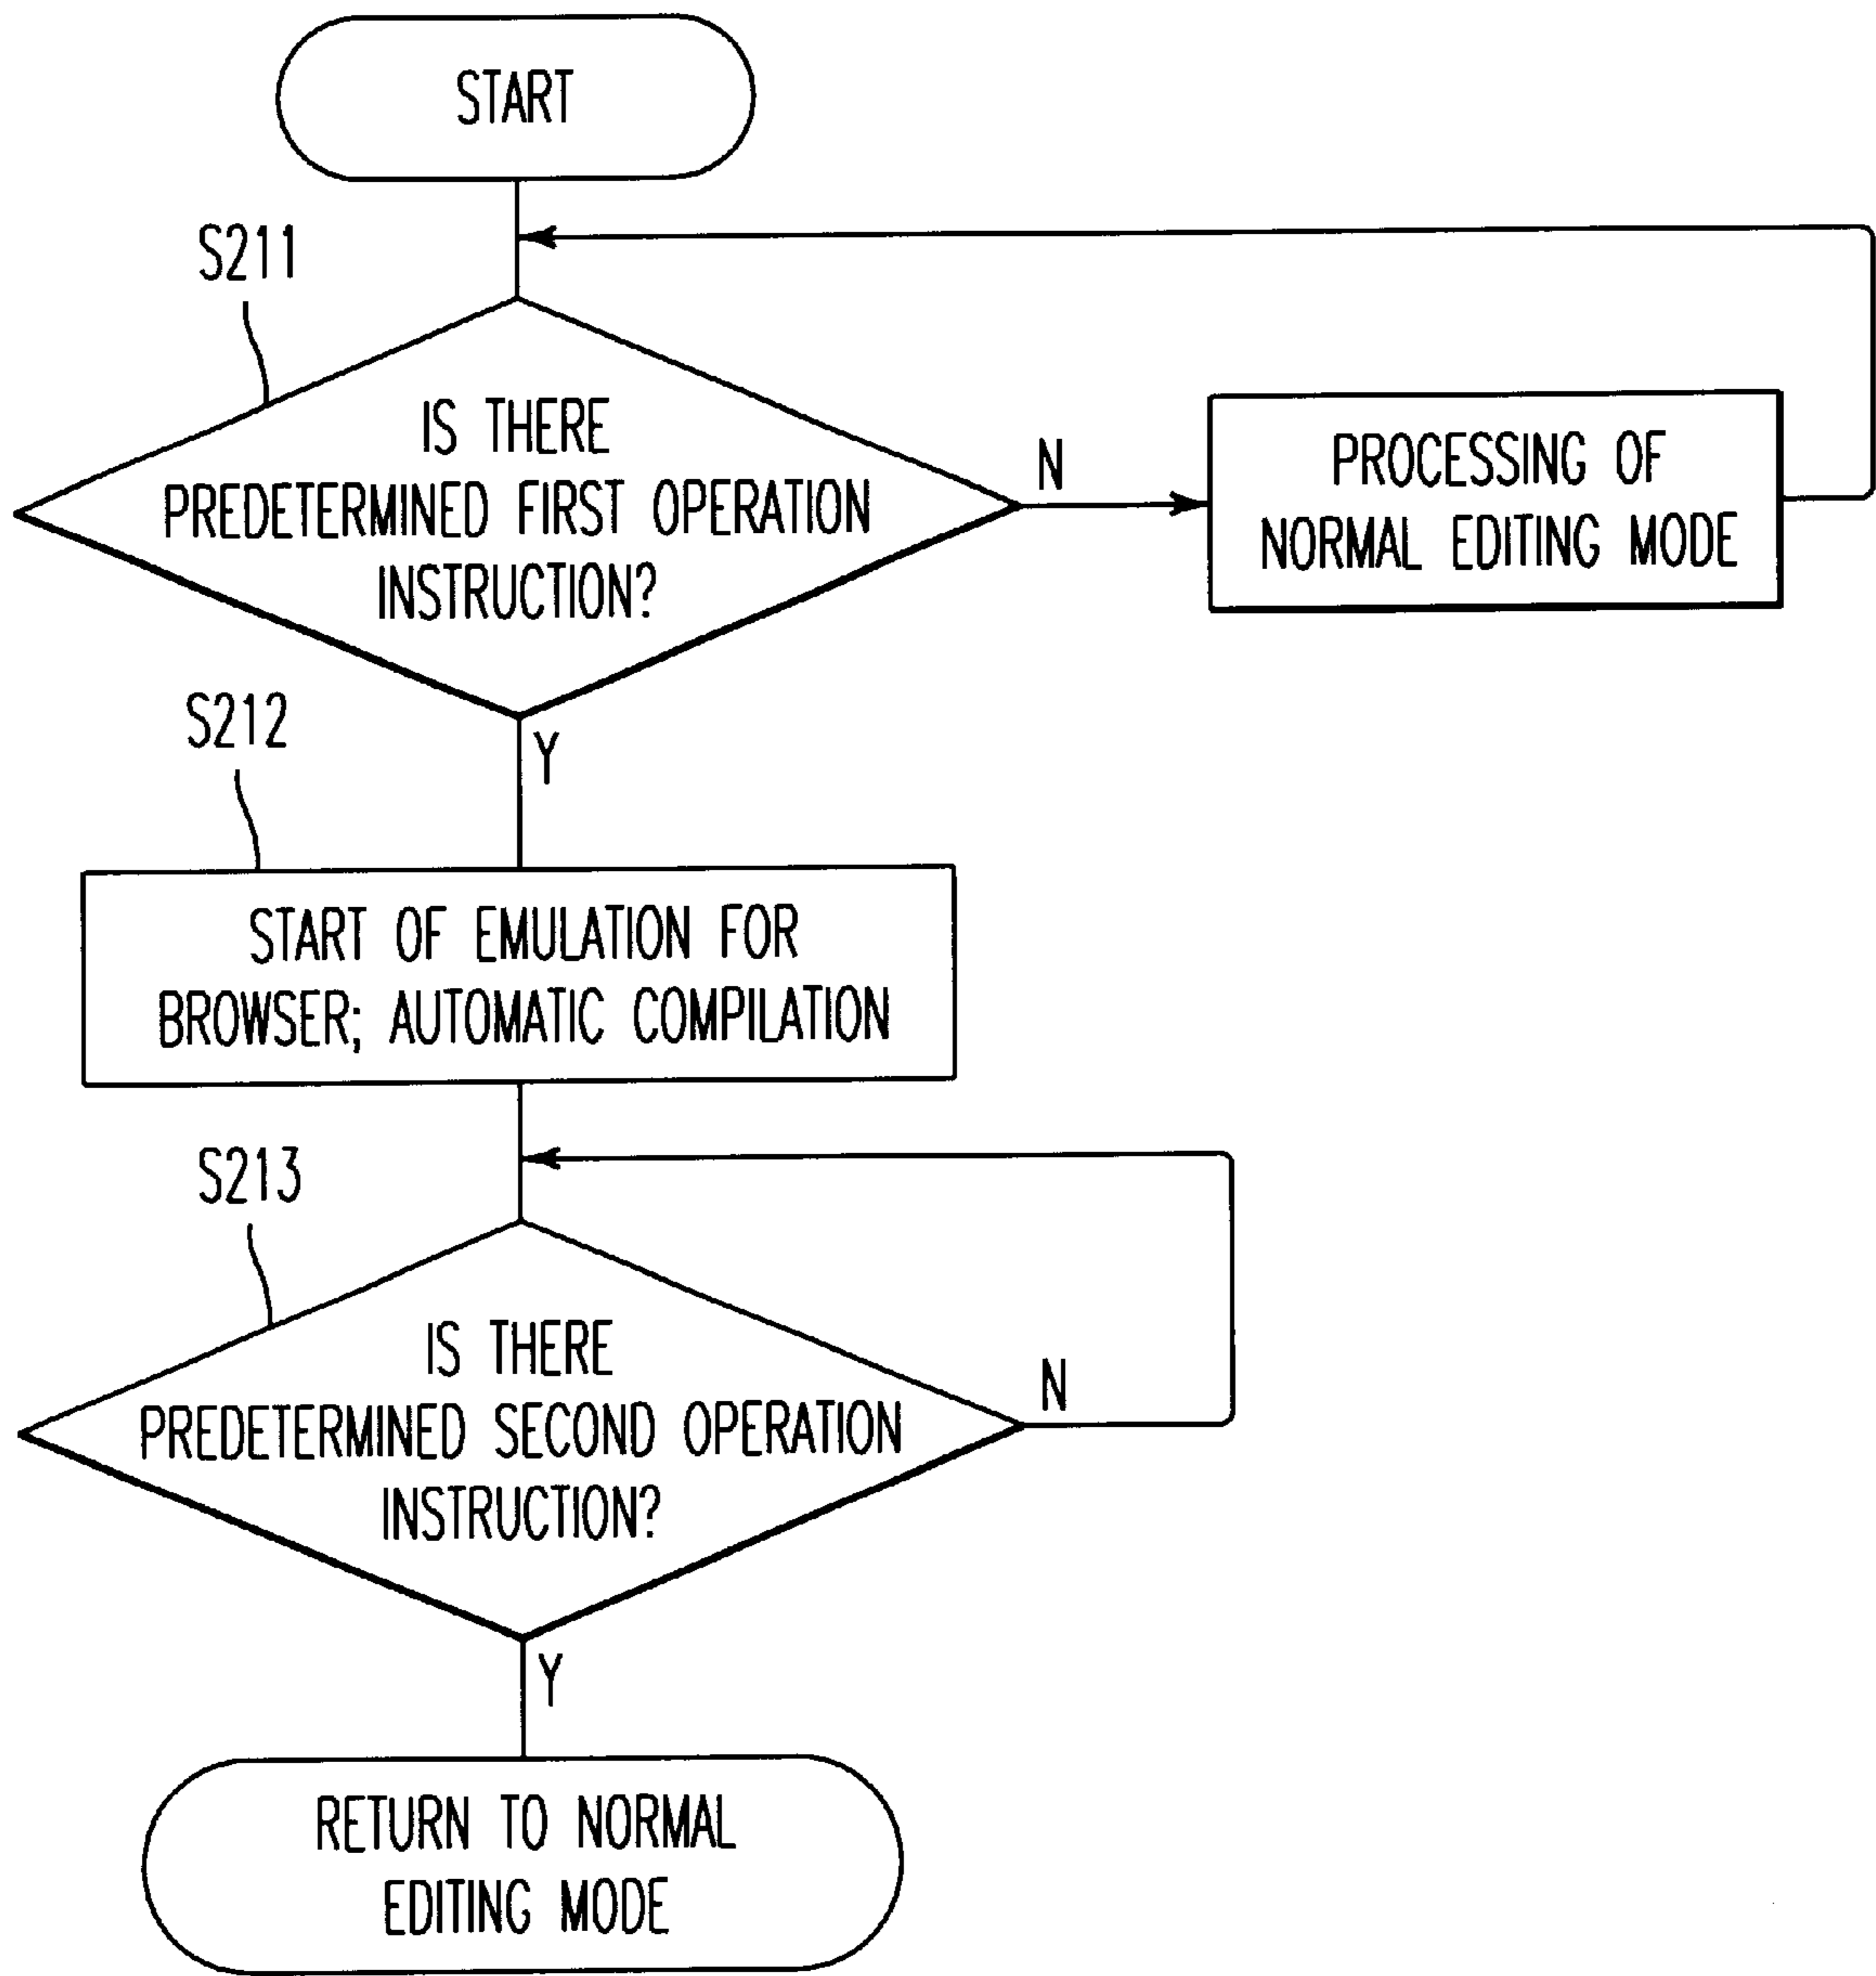 START
S211
IS THERE
PREDETERMINED FIRST OPERATION
INSTRUCTION?
N
PROCESSING OF
NORMAL EDITING MODE
Y
S212
START OF EMULATION FOR
BROWSER; AUTOMATIC COMPILATION
S213
IS THERE
PREDETERMINED SECOND OPERATION
INSTRUCTION?
N
Y
RETURN TO NORMAL
EDITING MODE